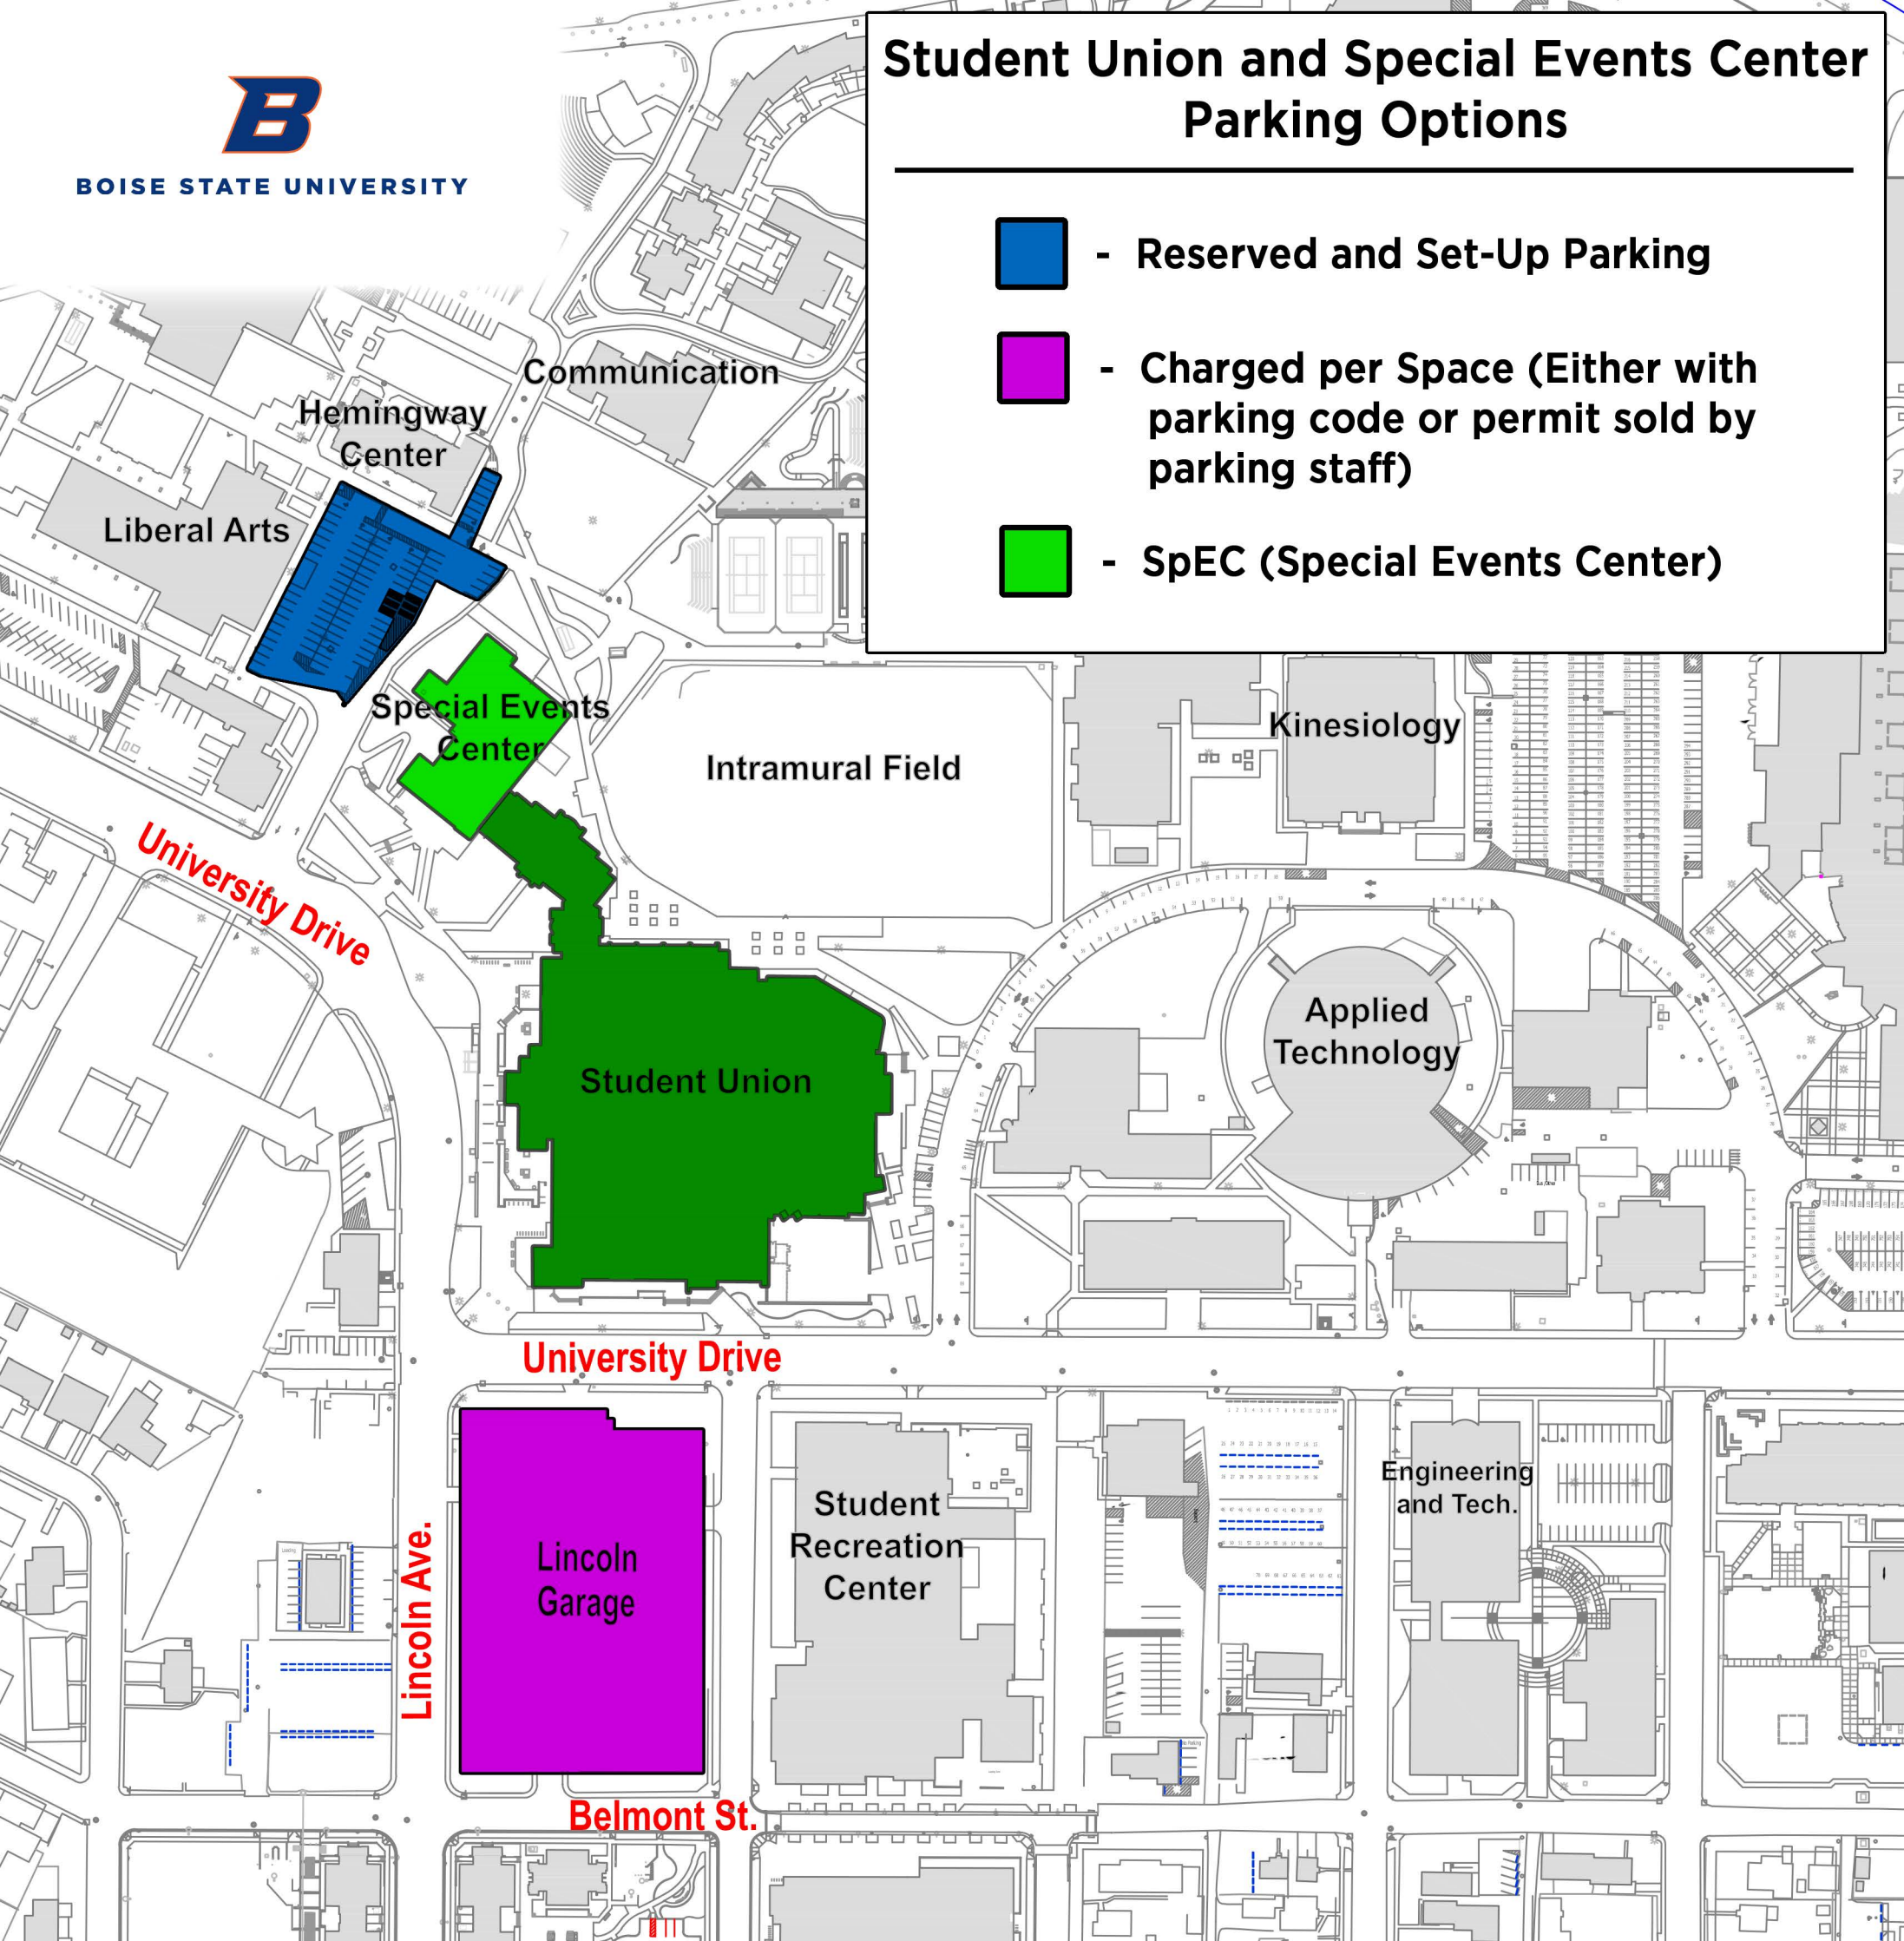 B
BOISE STATE UNIVERSITY
Student Union and Special Events Center
Parking Options
- Reserved and Set-Up Parking
- Charged per Space (Either with
parking code or permit sold by
parking staff)
- SpEC (Special Events Center)
Communication
Hemingway
Center
Liberal Arts
Special Events
Center
Intramural Field
Kinesiology
University Drive
Applied
Technology
Student Union
University Drive
Lincoln
Garage
Lincoln Ave.
Student
Recreation
Center
Engineering
and Tech.
Belmont St.